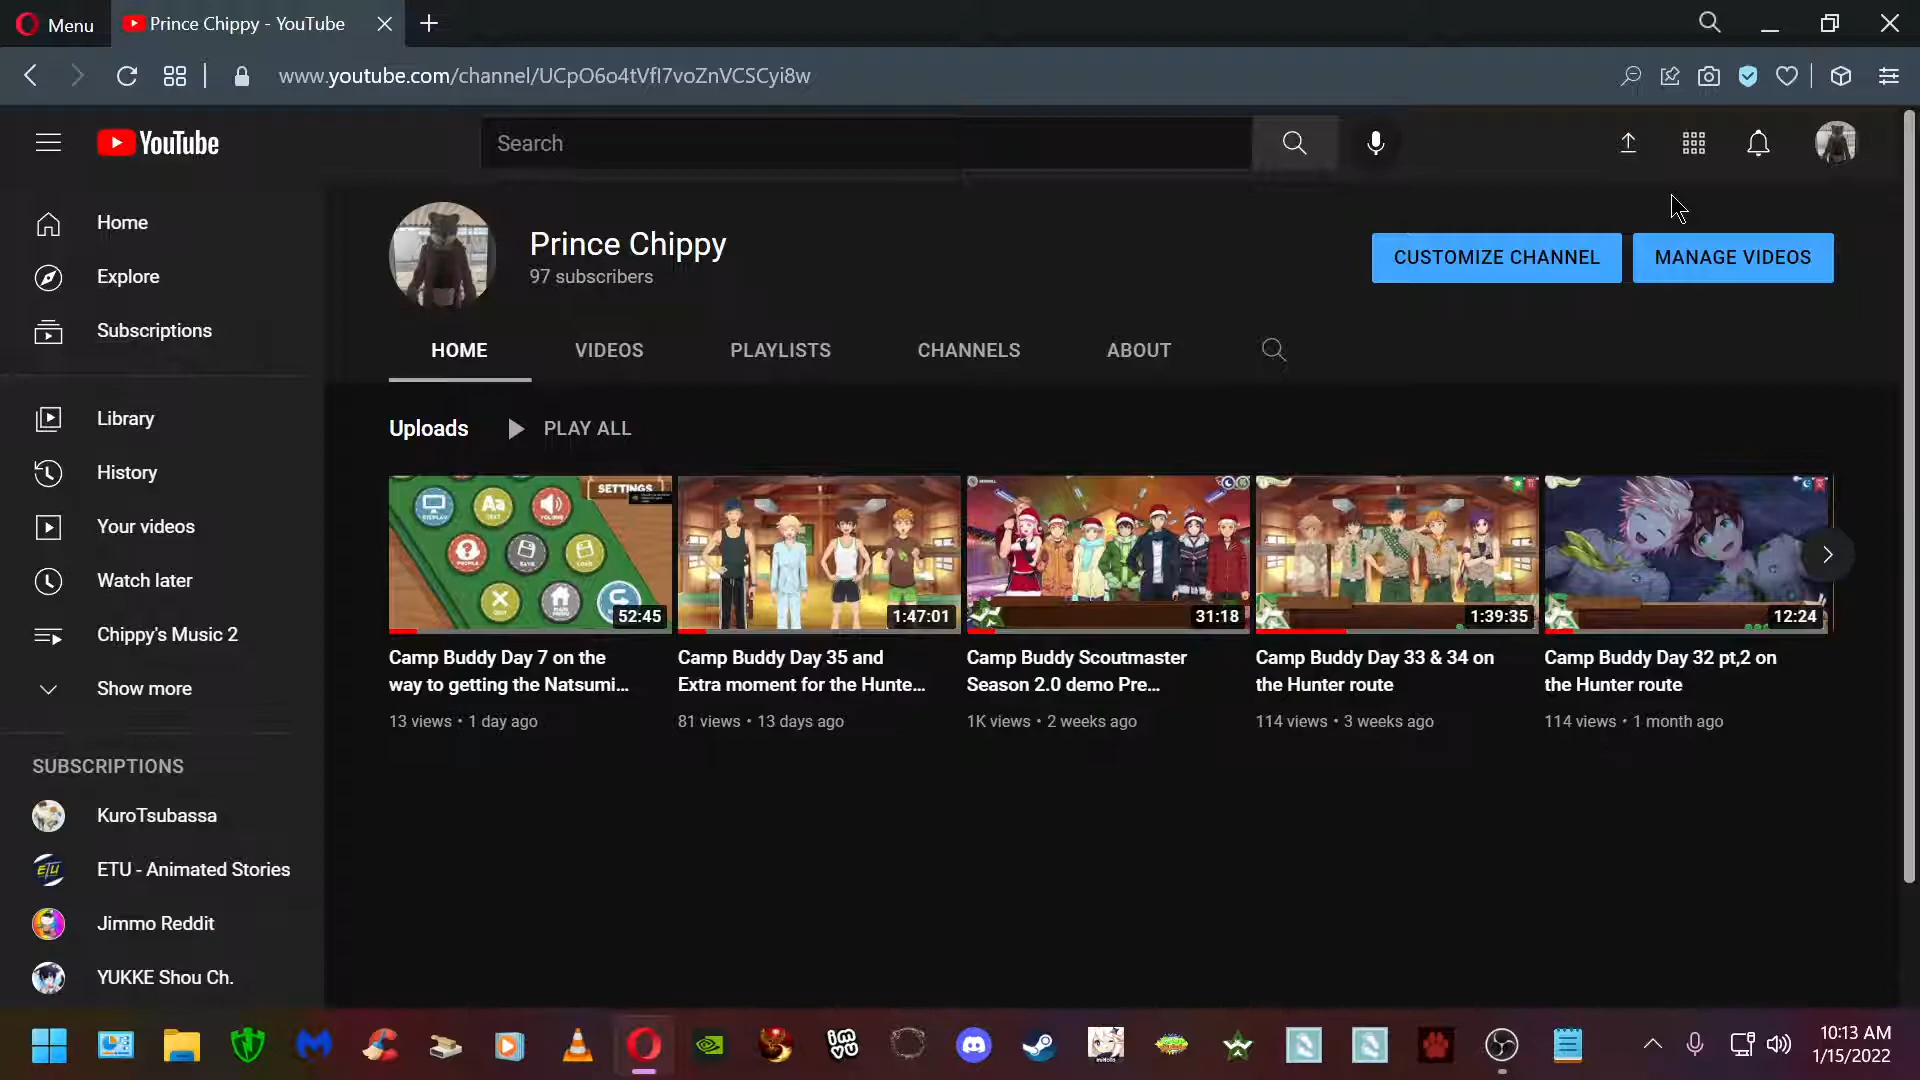 Menu
Prince Chippy - YouTube
www.youtube.com/channel/UCpO6o4tVfl7voZnVCSCyi8w
YouTube
Search
Home
Explore
Subscriptions
Library
History
Your videos
Watch later
Chippy's Music 2
Show more
SUBSCRIPTIONS
KuroTsubassa
ETU - Animated Stories
Jimmo Reddit
YUKKE Shou Ch.
Prince Chippy
97 subscribers
CUSTOMIZE CHANNEL
MANAGE VIDEOS
HOME
VIDEOS
PLAYLISTS
CHANNELS
ABOUT
Uploads
PLAY ALL
SETTINGS
52:45
Camp Buddy Day 7 on the
way to getting the Natsumi...
13 views • 1 day ago
1:47:01
Camp Buddy Day 35 and
Extra moment for the Hunte...
81 views • 13 days ago
31:18
Camp Buddy Scoutmaster
Season 2.0 demo Pre...
1K views • 2 weeks ago
1:39:35
Camp Buddy Day 33 & 34 on
the Hunter route
114 views • 3 weeks ago
12:24
Camp Buddy Day 32 pt,2 on
the Hunter route
114 views • 1 month ago
10:13 AM
1/15/2022